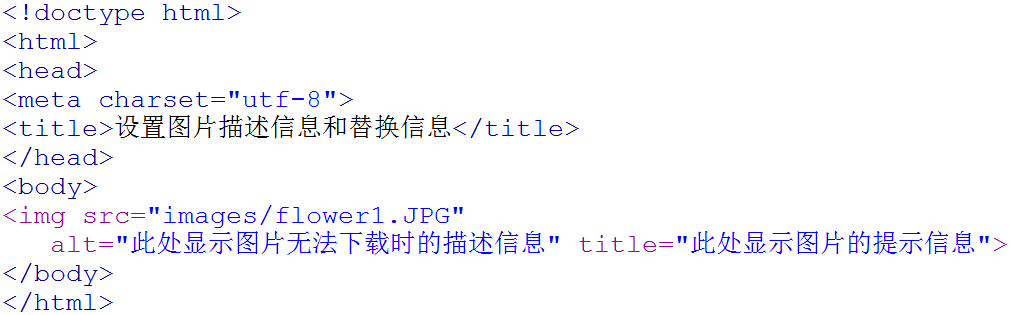 <!doctype html>
<html>
<head>
<meta charset="utf-8">
<title>设置图片描述信息和替换信息</title>
</head>
<body>
<img src="images/flower1.JPG"
alt="此处显示图片无法下载时的描述信息" title="此处显示图片的提示信息">
</body>
</html>